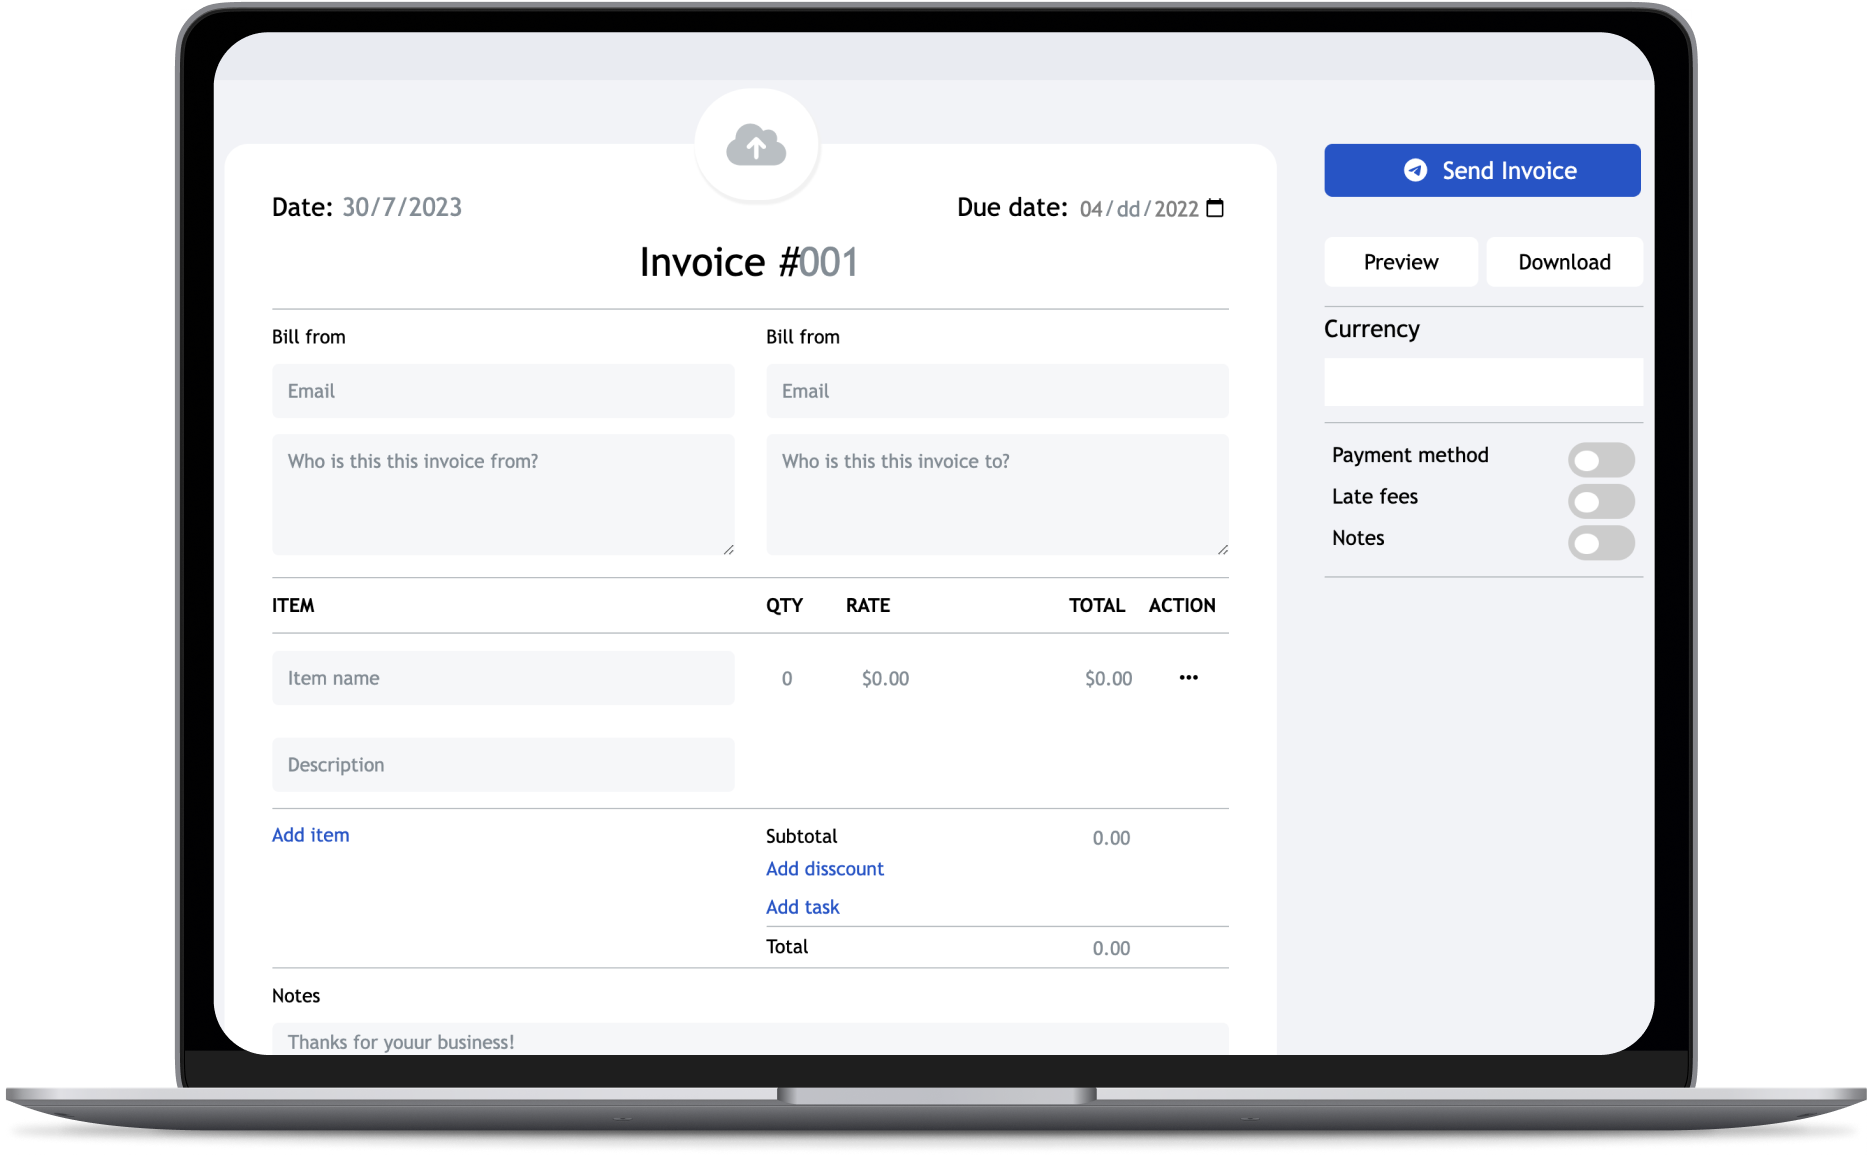 Date: 30/7/2023
Due date: 04/dd/2022
Invoice #001
Bill from
Bill from
Email
Email
Who is this this invoice from?
Who is this this invoice to?
ITEM QTY RATE TOTAL ACTION
Item name 0 $0.00 $0.00
Description
Add item
Subtotal 0.00
Add disscount
Add task
Total 0.00
Notes
Thanks for youur business!
Send Invoice
Preview
Download
Currency
Payment method
Late fees
Notes